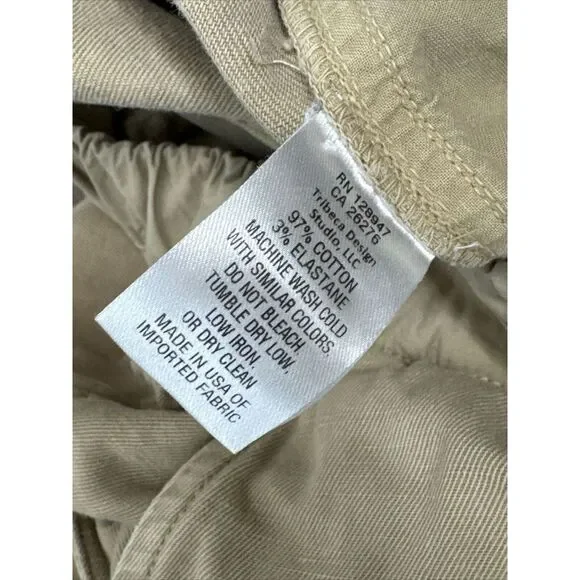 RN 128947
CA 26276
Tribeca Design
Studio, LLC
97% COTTON
3% ELASTANE
MACHINE WASH COLD
WITH SIMILAR COLORS
DO NOT BLEACH,
TUMBLE DRY LOW,
LOW IRON,
OR DRY CLEAN
MADE IN USA OF
IMPORTED FABRIC